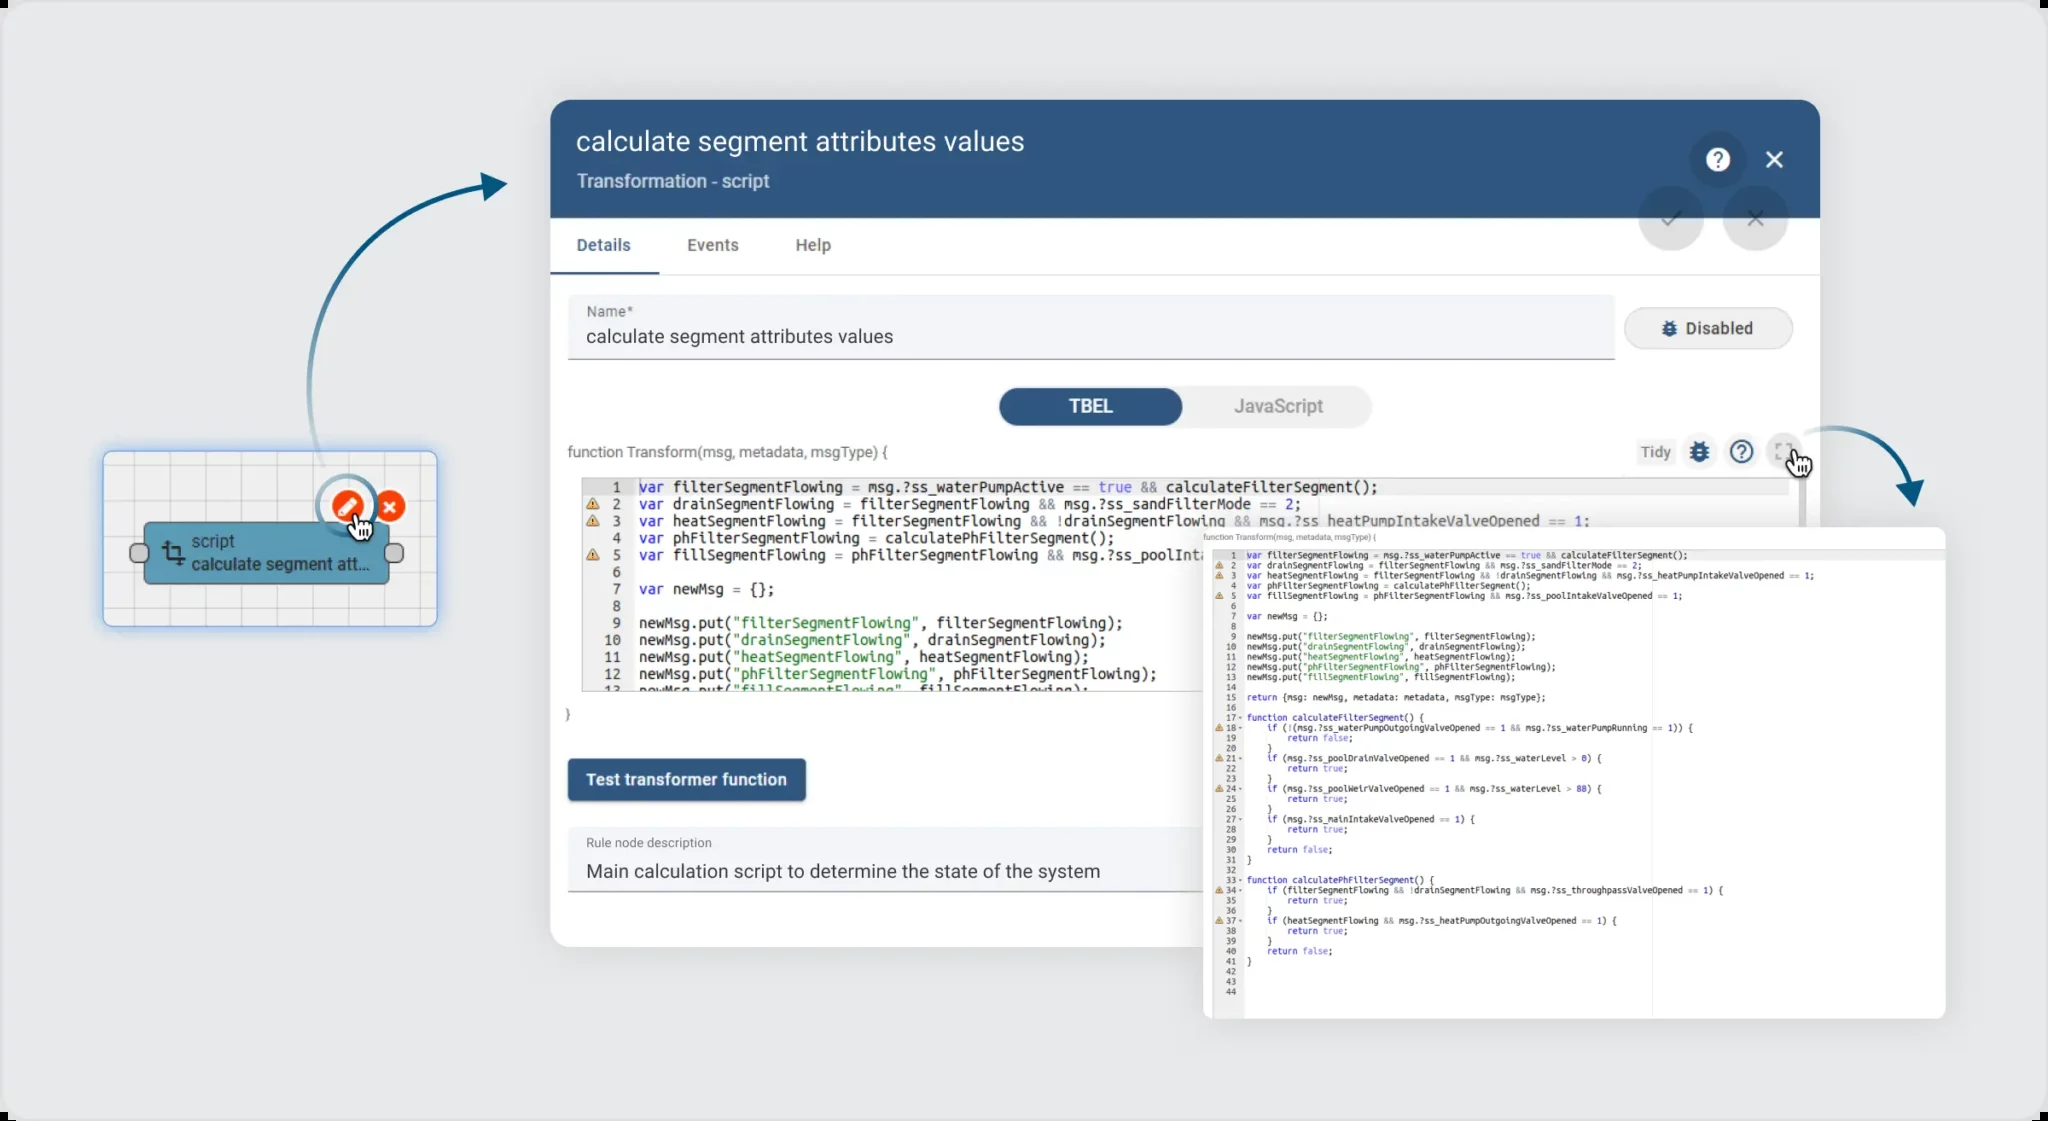 calculate segment attributes values
Transformation - script
Details Events Help
Name*
calculate segment attributes values
Disabled
TBEL JavaScript
function Transform(msg, metadata, msgType) {
Tidy
1 var filterSegmentFlowing = msg.?ss_waterPumpActive == true && calculateFilterSegment();
2 var drainSegmentFlowing = filterSegmentFlowing && msg.?ss_sandFilterMode == 2;
3 var heatSegmentFlowing = filterSegmentFlowing && !drainSegmentFlowing && msg.?ss_heatPumpIntakeValveOpened == 1;
4 var phFilterSegmentFlowing = calculatePhFilterSegment();
5 var fillSegmentFlowing = phFilterSegmentFlowing && msg.?ss_poolInta
6
7 var newMsg = {};
8
9 newMsg.put("filterSegmentFlowing", filterSegmentFlowing);
10 newMsg.put("drainSegmentFlowing", drainSegmentFlowing);
11 newMsg.put("heatSegmentFlowing", heatSegmentFlowing);
12 newMsg.put("phFilterSegmentFlowing", phFilterSegmentFlowing);
13 newMsg.put("fillSegmentFlowing", fillSegmentFlowing);
}
Test transformer function
Rule node description
Main calculation script to determine the state of the system
script
calculate segment att...
function Transform(msg, metadata, msgType) {
1 var filterSegmentFlowing = msg.?ss_waterPumpActive == true && calculateFilterSegment();
2 var drainSegmentFlowing = filterSegmentFlowing && msg.?ss_sandFilterMode == 2;
3 var heatSegmentFlowing = filterSegmentFlowing && !drainSegmentFlowing && msg.?ss_heatPumpIntakeValveOpened == 1;
4 var phFilterSegmentFlowing = calculatePhFilterSegment();
5 var fillSegmentFlowing = phFilterSegmentFlowing && msg.?ss_poolIntakeValveOpened == 1;
6
7 var newMsg = {};
8
9 newMsg.put("filterSegmentFlowing", filterSegmentFlowing);
10 newMsg.put("drainSegmentFlowing", drainSegmentFlowing);
11 newMsg.put("heatSegmentFlowing", heatSegmentFlowing);
12 newMsg.put("phFilterSegmentFlowing", phFilterSegmentFlowing);
13 newMsg.put("fillSegmentFlowing", fillSegmentFlowing);
14
15 return {msg: newMsg, metadata: metadata, msgType: msgType};
16
17 function calculateFilterSegment() {
18 if (!(msg.?ss_waterPumpOutgoingValveOpened == 1 && msg.?ss_waterPumpRunning == 1)) {
19 return false;
20 }
21 if (msg.?ss_poolDrainValveOpened == 1 && msg.?ss_waterLevel > 0) {
22 return true;
23 }
24 if (msg.?ss_poolWeirValveOpened == 1 && msg.?ss_waterLevel > 88) {
25 return true;
26 }
27 if (msg.?ss_mainIntakeValveOpened == 1) {
28 return true;
29 }
30 return false;
31 }
32
33 function calculatePhFilterSegment() {
34 if (filterSegmentFlowing && !drainSegmentFlowing && msg.?ss_throughpassValveOpened == 1) {
35 return true;
36 }
37 if (heatSegmentFlowing && msg.?ss_heatPumpOutgoingValveOpened == 1) {
38 return true;
39 }
40 return false;
41 }
42
43
44